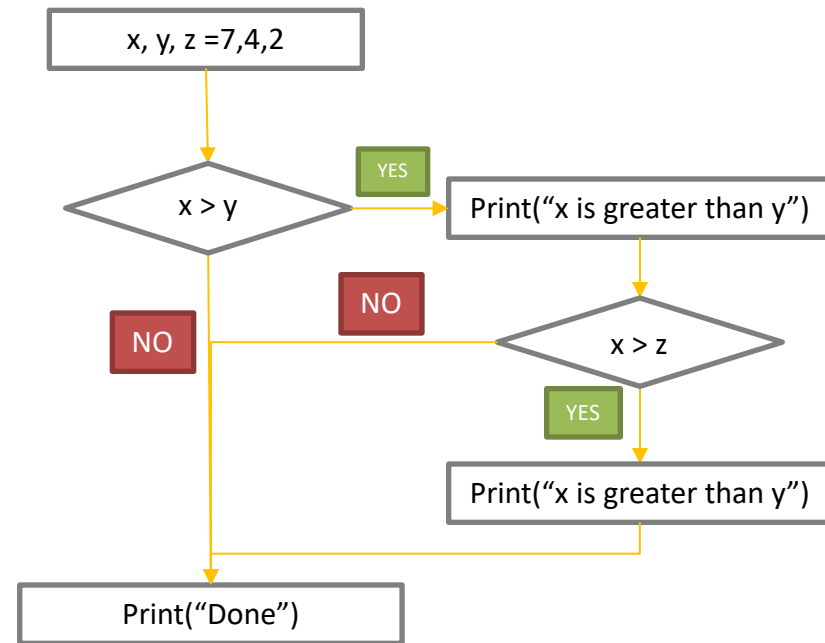 x, y, z =7,4,2
YES
x > y
Print(“x is greater than y”)
NO
NO
x > z
YES
Print(“x is greater than y”)
Print(“Done”)